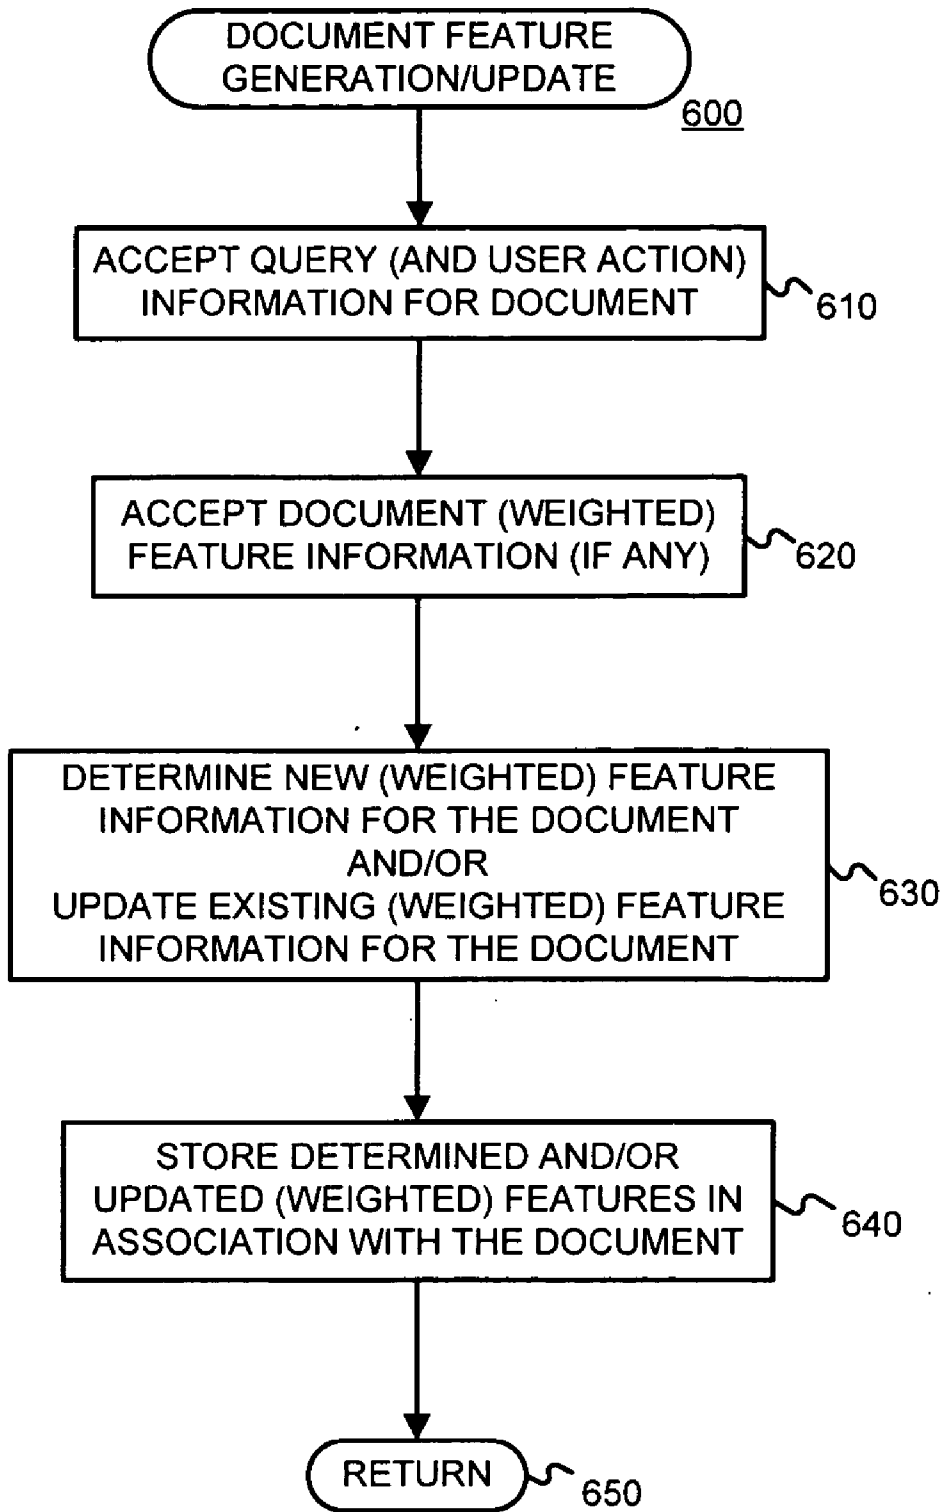 DOCUMENT FEATURE
GENERATION/UPDATE
600
ACCEPT QUERY (AND USER ACTION)
INFORMATION FOR DOCUMENT
610
ACCEPT DOCUMENT (WEIGHTED)
FEATURE INFORMATION (IF ANY)
620
DETERMINE NEW (WEIGHTED) FEATURE
INFORMATION FOR THE DOCUMENT
AND/OR
UPDATE EXISTING (WEIGHTED) FEATURE
INFORMATION FOR THE DOCUMENT
630
STORE DETERMINED AND/OR
UPDATED (WEIGHTED) FEATURES IN
ASSOCIATION WITH THE DOCUMENT
640
RETURN
650